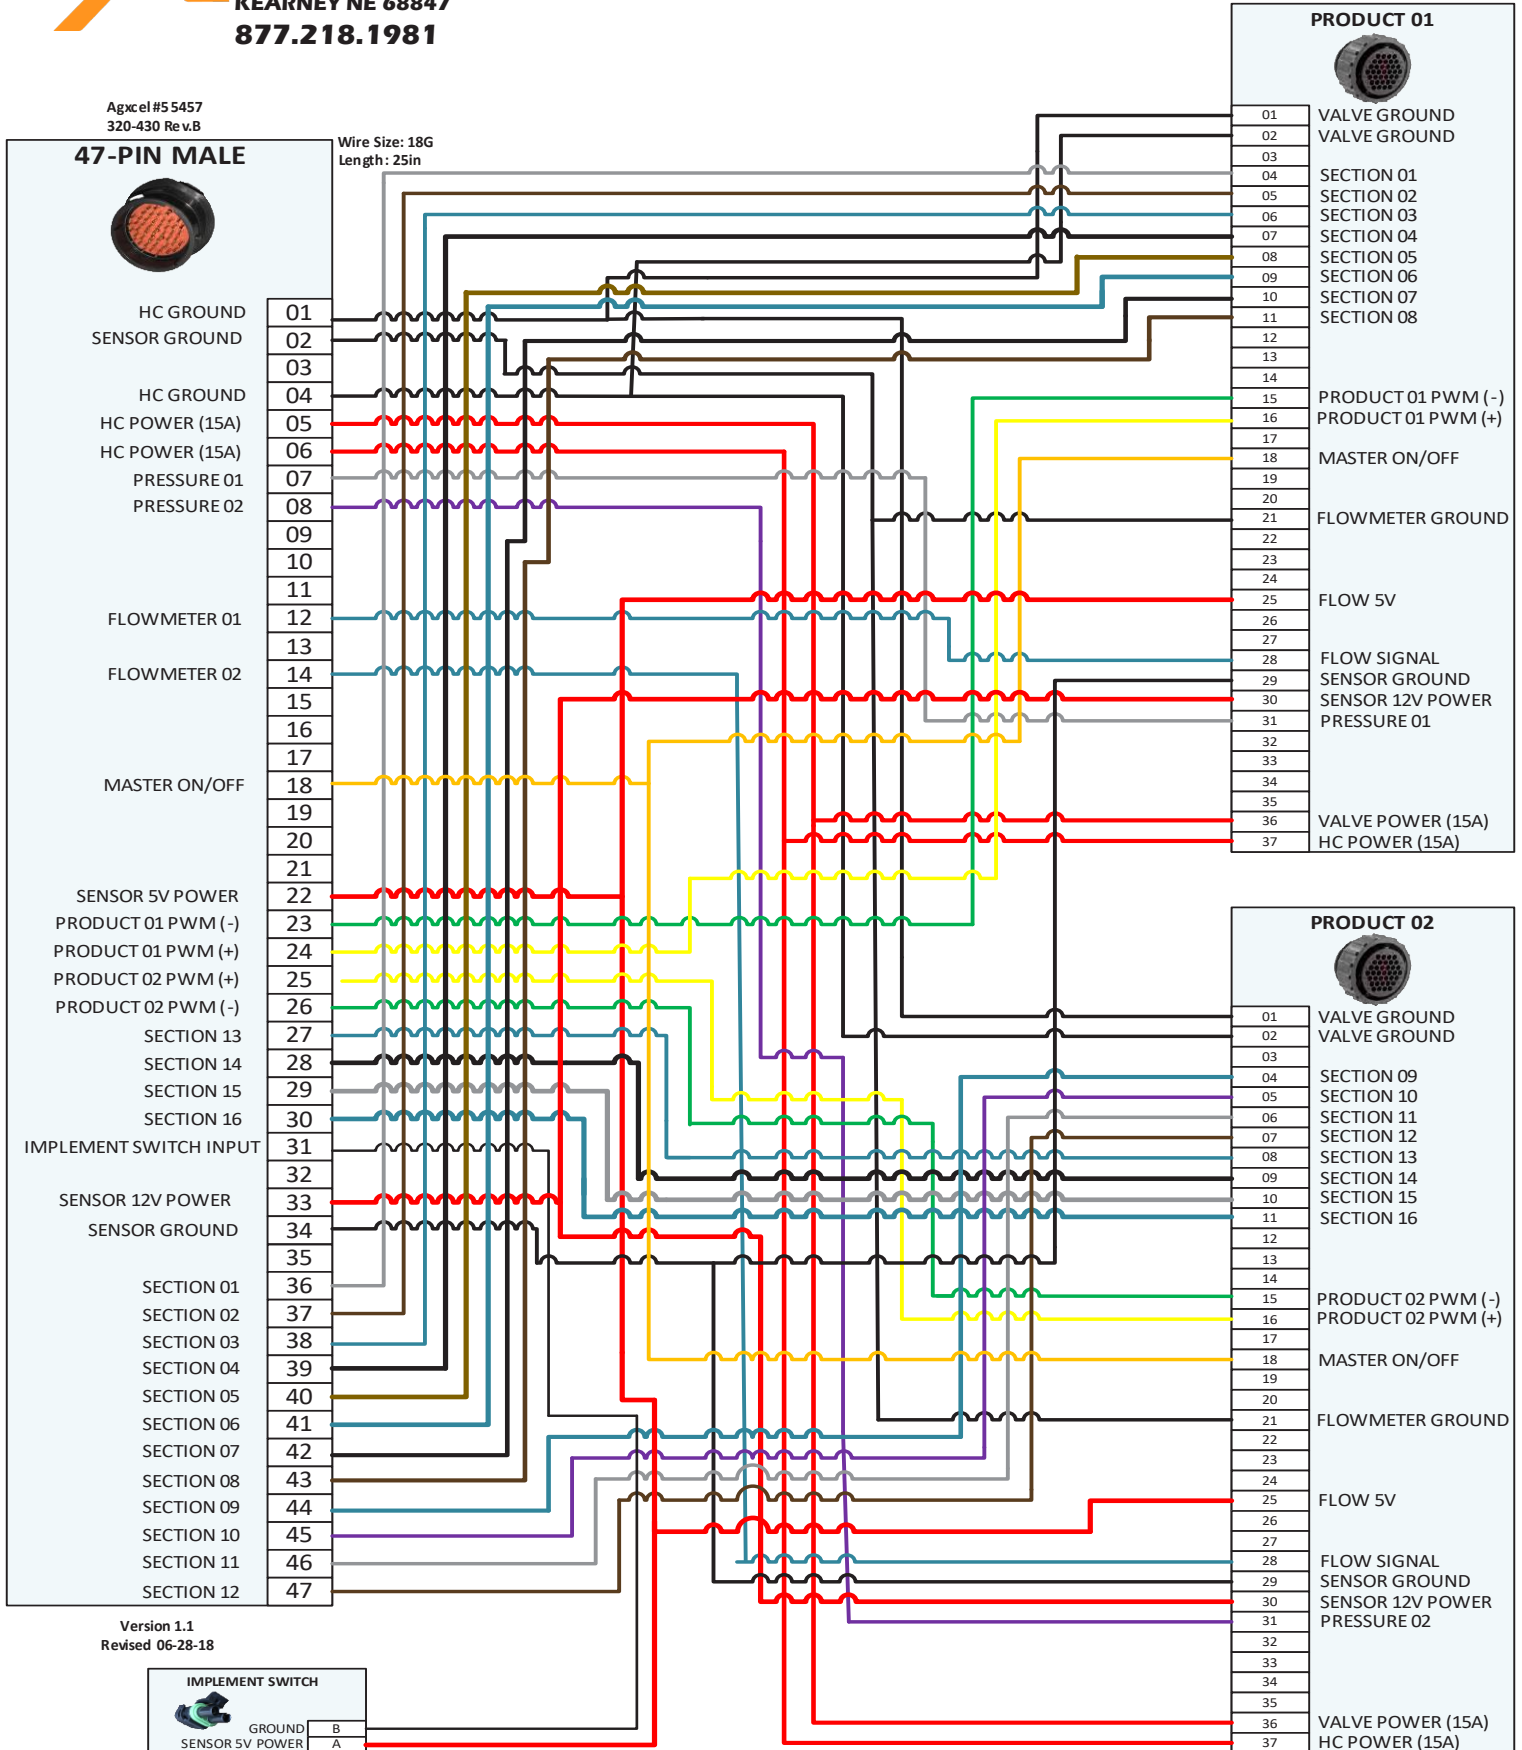 KEARNEY NE 68847
877.218.1981
Agxcel #55457
320-430 Rev.B
47-PIN MALE
Wire Size: 18G
Length: 25in
HC GROUND 01
SENSOR GROUND 02
03
HC GROUND 04
HC POWER (15A) 05
HC POWER (15A) 06
PRESSURE 01 07
PRESSURE 02 08
09
10
11
FLOWMETER 01 12
13
FLOWMETER 02 14
15
16
17
MASTER ON/OFF 18
19
20
21
SENSOR 5V POWER 22
PRODUCT 01 PWM (-) 23
PRODUCT 01 PWM (+) 24
PRODUCT 02 PWM (+) 25
PRODUCT 02 PWM (-) 26
SECTION 13 27
SECTION 14 28
SECTION 15 29
SECTION 16 30
IMPLEMENT SWITCH INPUT 31
32
SENSOR 12V POWER 33
SENSOR GROUND 34
35
SECTION 01 36
SECTION 02 37
SECTION 03 38
SECTION 04 39
SECTION 05 40
SECTION 06 41
SECTION 07 42
SECTION 08 43
SECTION 09 44
SECTION 10 45
SECTION 11 46
SECTION 12 47
Version 1.1
Revised 06-28-18
IMPLEMENT SWITCH
GROUND B
SENSOR 5V POWER A
PRODUCT 01
01 VALVE GROUND
02 VALVE GROUND
03
04 SECTION 01
05 SECTION 02
06 SECTION 03
07 SECTION 04
08 SECTION 05
09 SECTION 06
10 SECTION 07
11 SECTION 08
12
13
14
15 PRODUCT 01 PWM (-)
16 PRODUCT 01 PWM (+)
17
18 MASTER ON/OFF
19
20
21 FLOWMETER GROUND
22
23
24
25 FLOW 5V
26
27
28 FLOW SIGNAL
29 SENSOR GROUND
30 SENSOR 12V POWER
31 PRESSURE 01
32
33
34
35
36 VALVE POWER (15A)
37 HC POWER (15A)
PRODUCT 02
01 VALVE GROUND
02 VALVE GROUND
03
04 SECTION 09
05 SECTION 10
06 SECTION 11
07 SECTION 12
08 SECTION 13
09 SECTION 14
10 SECTION 15
11 SECTION 16
12
13
14
15 PRODUCT 02 PWM (-)
16 PRODUCT 02 PWM (+)
17
18 MASTER ON/OFF
19
20
21 FLOWMETER GROUND
22
23
24
25 FLOW 5V
26
27
28 FLOW SIGNAL
29 SENSOR GROUND
30 SENSOR 12V POWER
31 PRESSURE 02
32
33
34
35
36 VALVE POWER (15A)
37 HC POWER (15A)